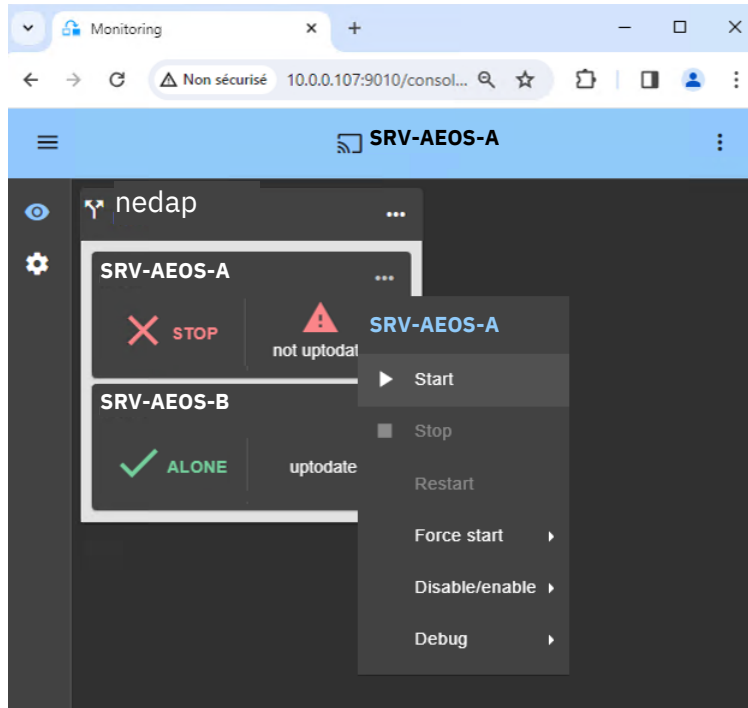 Monitoring
Non sécurisé 10.0.0.107:9010/consol...
SRV-AEOS-A
nedap
SRV-AEOS-A
STOP
not uptodat
SRV-AEOS-B
ALONE
uptodate
SRV-AEOS-A
Start
Stop
Restart
Force start
Disable/enable
Debug